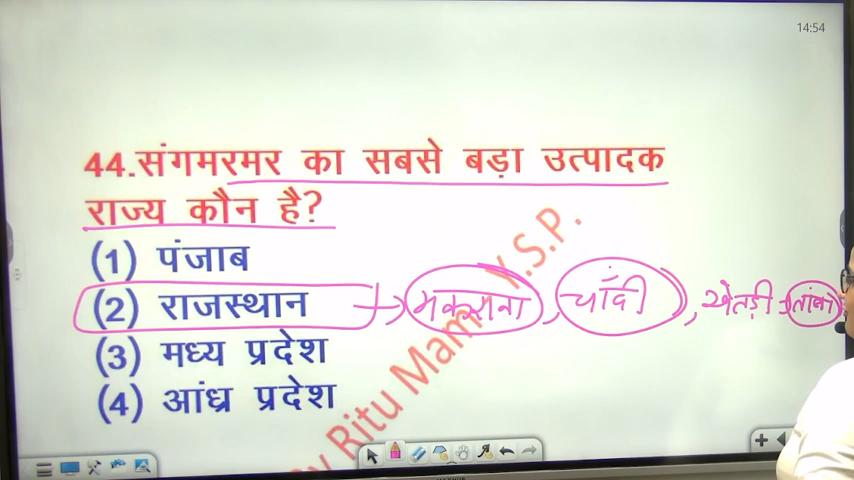 14:54
44.संगमरमर का सबसे बड़ा उत्पादक
राज्य कौन है?
(1) पंजाब
(2) राजस्थान → मकराना, चाँदी, खेतड़ी
(3) मध्य प्रदेश
(4) आंध्र प्रदेश
By Ritu Mam Y.S.P.